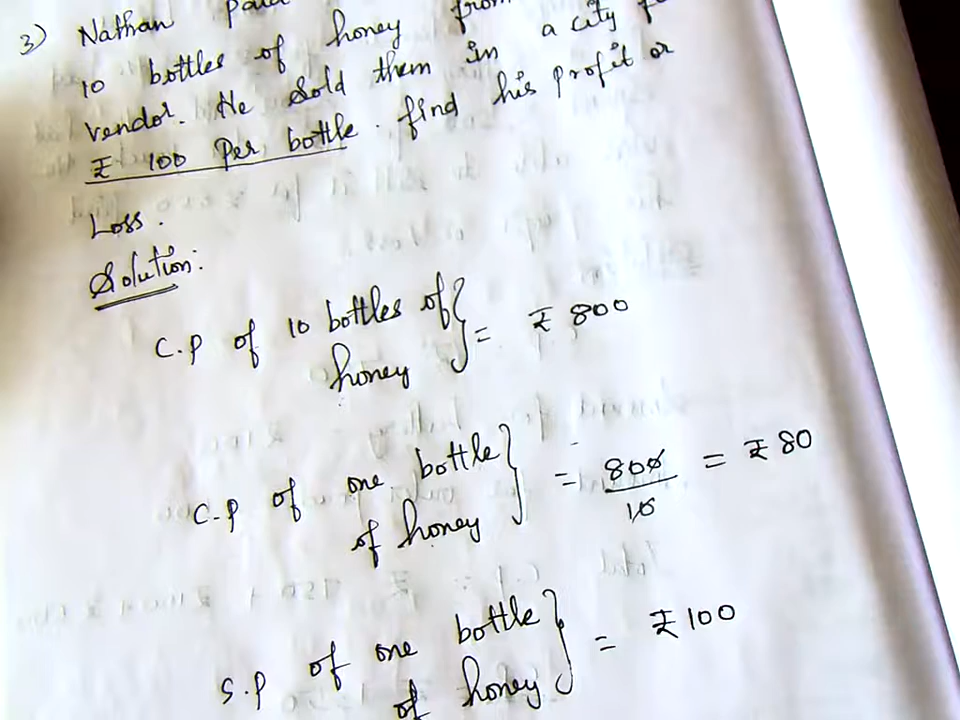 3) Nathan paid
10 bottles of honey from
vendor. He Sold them in a city
₹ 100 Per bottle. find his profit or
Loss.
Solution:
C.P of 10 bottles of } = ₹ 800
honey
C.P of one bottle } = 800/10 = ₹ 80
of honey
S.P of one bottle } = ₹ 100
of honey